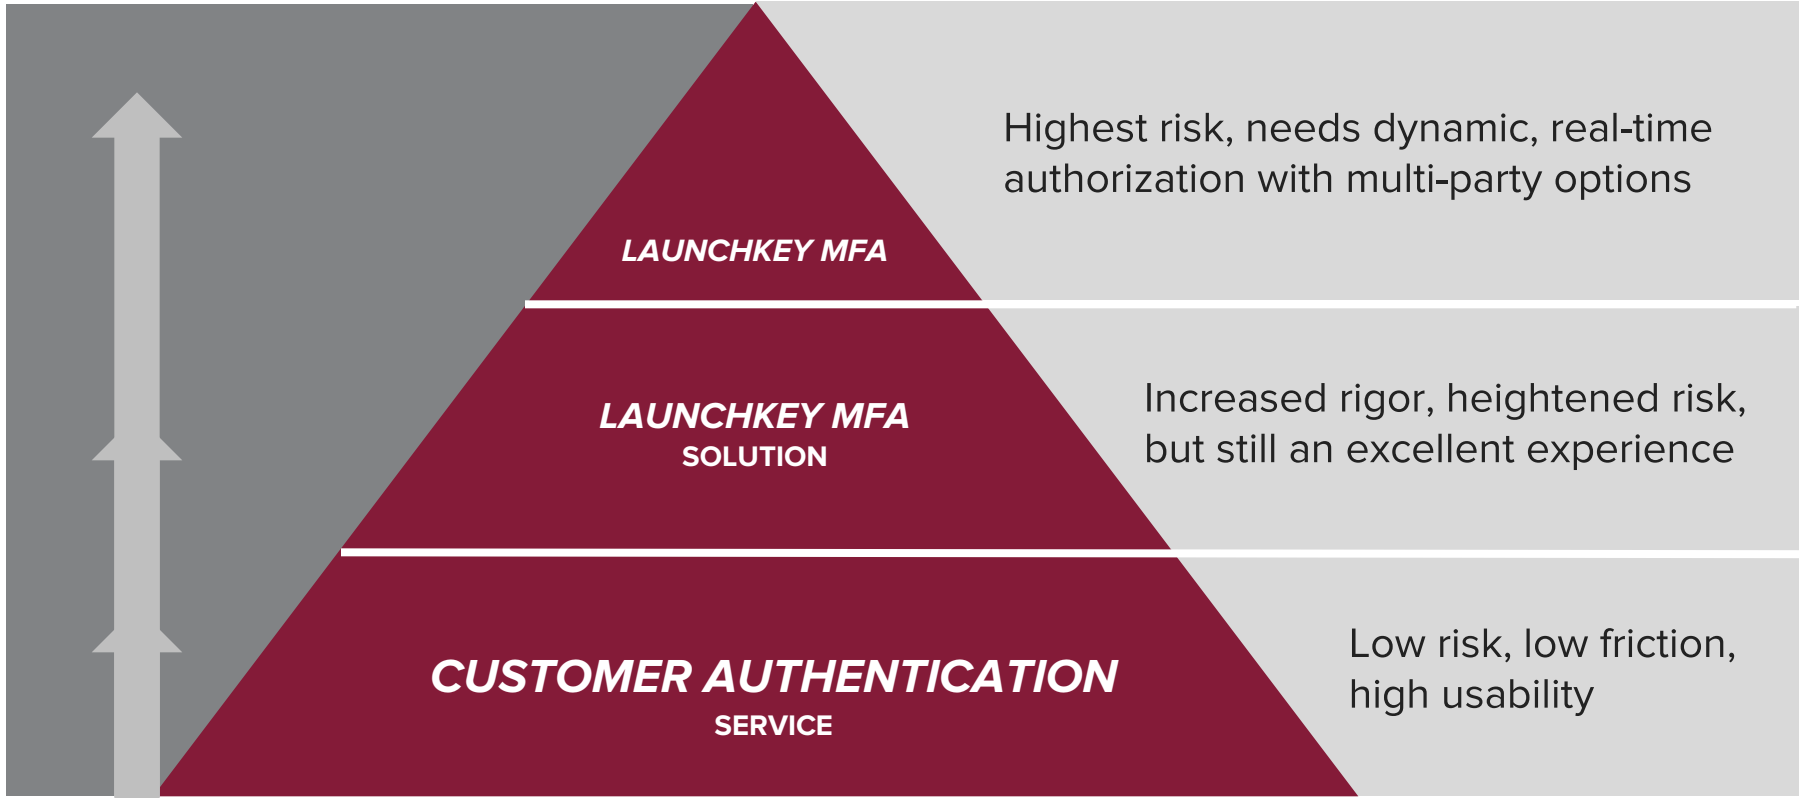 Highest risk, needs dynamic, real-time
authorization with multi-party options
LAUNCHKEY MFA
Increased rigor, heightened risk,
but still an excellent experience
LAUNCHKEY MFA
SOLUTION
Low risk, low friction,
high usability
CUSTOMER AUTHENTICATION
SERVICE